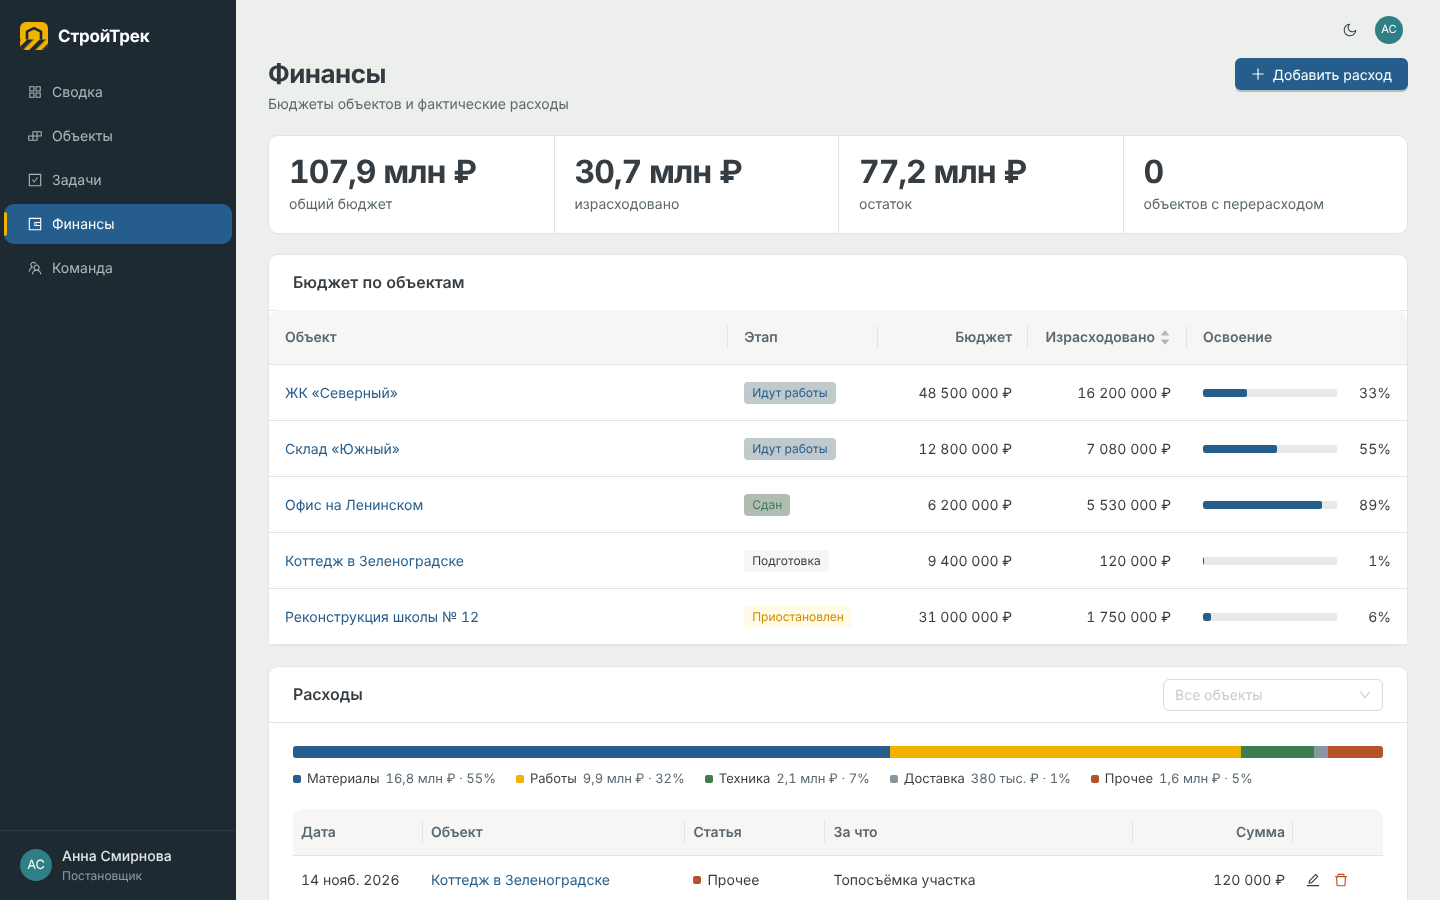 СтройТрек
Сводка
Объекты
Задачи
Финансы
Команда
Анна Смирнова
Постановщик
АС
АС
Финансы
Бюджеты объектов и фактические расходы
Добавить расход
107,9 млн ₽
общий бюджет
30,7 млн ₽
израсходовано
77,2 млн ₽
остаток
0
объектов с перерасходом
Бюджет по объектам
Объект Этап Бюджет Израсходовано Освоение
ЖК «Северный» Идут работы 48 500 000 ₽ 16 200 000 ₽ 33%
Склад «Южный» Идут работы 12 800 000 ₽ 7 080 000 ₽ 55%
Офис на Ленинском Сдан 6 200 000 ₽ 5 530 000 ₽ 89%
Коттедж в Зеленоградске Подготовка 9 400 000 ₽ 120 000 ₽ 1%
Реконструкция школы № 12 Приостановлен 31 000 000 ₽ 1 750 000 ₽ 6%
Расходы
Все объекты
Материалы 16,8 млн ₽ · 55% Работы 9,9 млн ₽ · 32% Техника 2,1 млн ₽ · 7% Доставка 380 тыс. ₽ · 1% Прочее 1,6 млн ₽ · 5%
Дата Объект Статья За что Сумма
14 нояб. 2026 Коттедж в Зеленоградске Прочее Топосъёмка участка 120 000 ₽